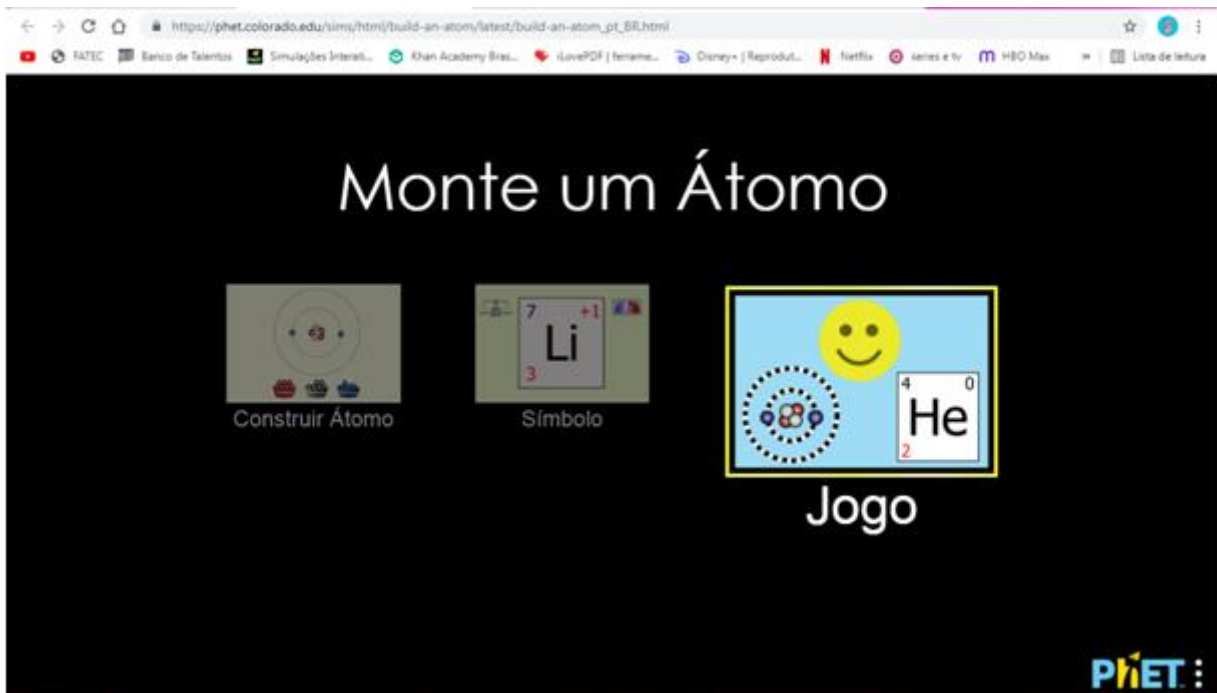 https://phet.colorado.edu/sims/html/build-an-atom/latest/build-an-atom_pt_BR.html
FATEC Banco de Talentos Simulações Interati... Khan Academy Bras... iLovePDF | ferrame... Disney+ | Reprodut... Netflix series e tv HBO Max » Lista de leitura
Monte um Átomo
7 +1
Li
3
4 0
He
2
Construir Átomo Símbolo
Jogo
PhET